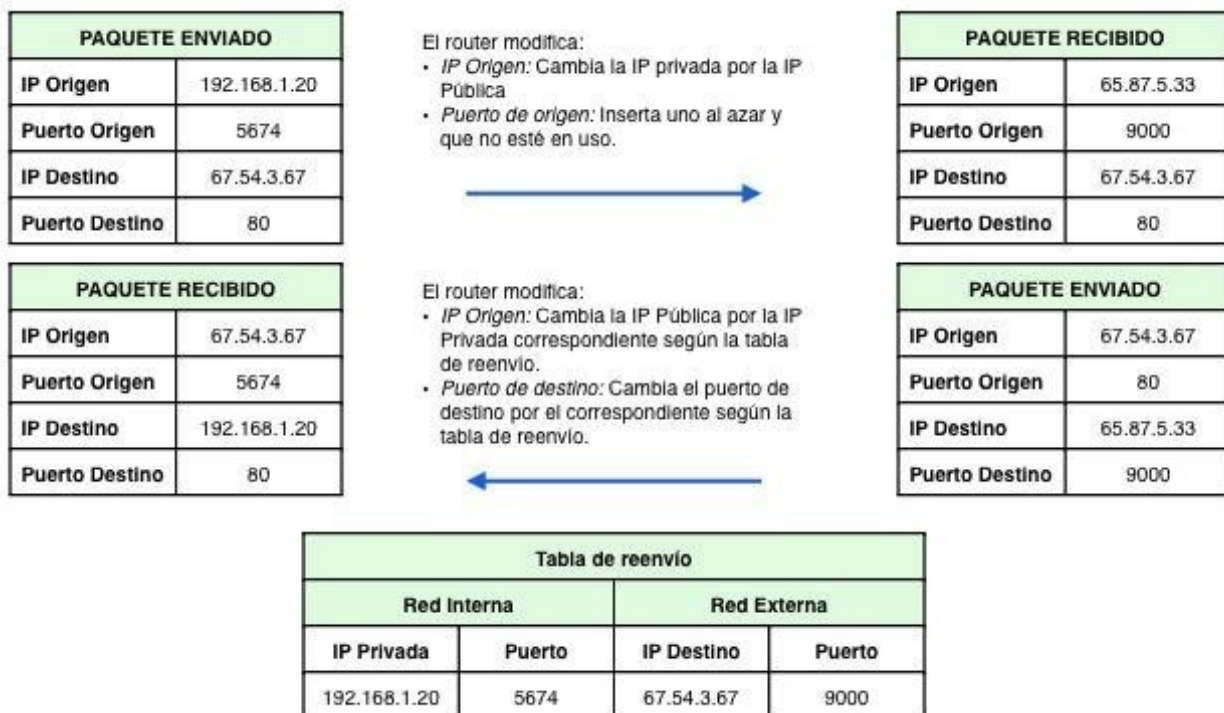 PAQUETE ENVIADO
IP Origen 192.168.1.20
Puerto Origen 5674
IP Destino 67.54.3.67
Puerto Destino 80
El router modifica:
• IP Origen: Cambia la IP privada por la IP
Pública
• Puerto de origen: Inserta uno al azar y
que no esté en uso.
PAQUETE RECIBIDO
IP Origen 65.87.5.33
Puerto Origen 9000
IP Destino 67.54.3.67
Puerto Destino 80
PAQUETE RECIBIDO
IP Origen 67.54.3.67
Puerto Origen 5674
IP Destino 192.168.1.20
Puerto Destino 80
El router modifica:
• IP Origen: Cambia la IP Pública por la IP
Privada correspondiente según la tabla
de reenvío.
• Puerto de destino: Cambia el puerto de
destino por el correspondiente según la
tabla de reenvío.
PAQUETE ENVIADO
IP Origen 67.54.3.67
Puerto Origen 80
IP Destino 65.87.5.33
Puerto Destino 9000
Tabla de reenvío
Red Interna Red Externa
IP Privada Puerto IP Destino Puerto
192.168.1.20 5674 67.54.3.67 9000